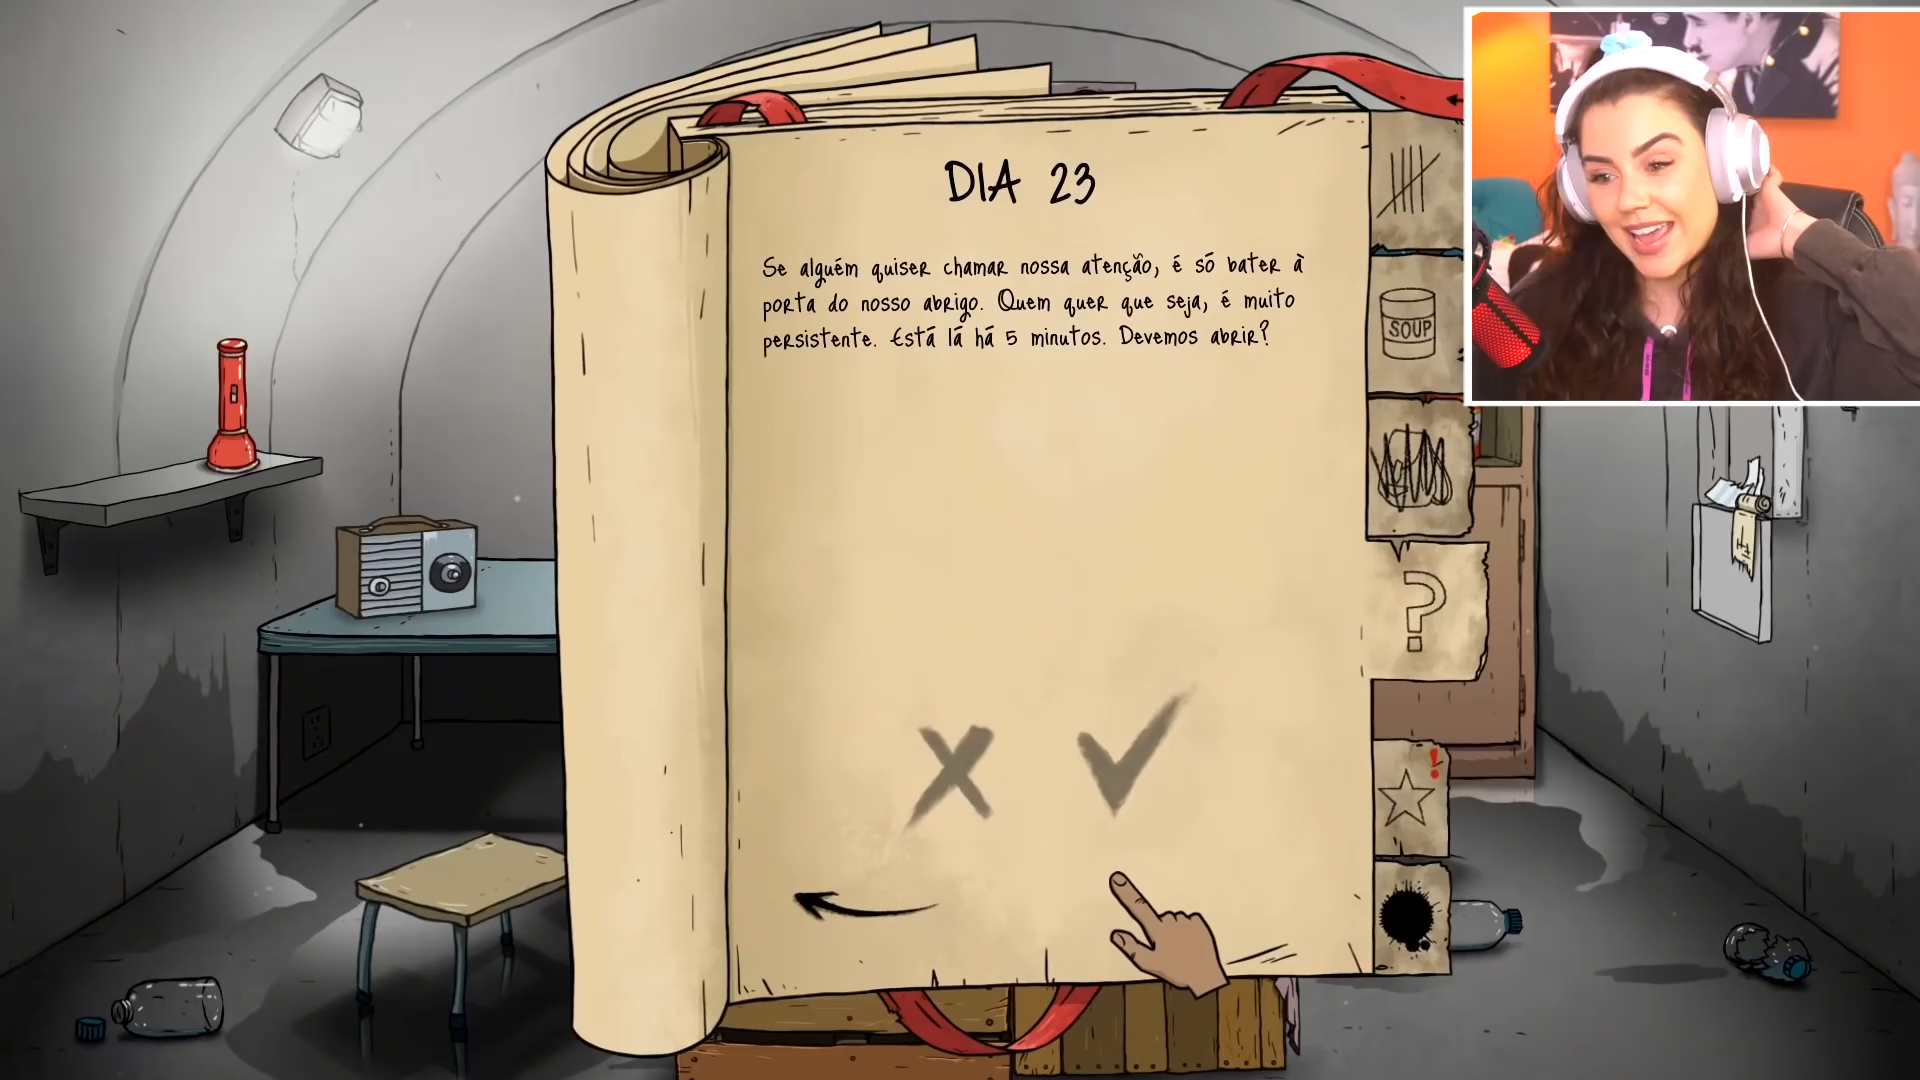 DIA 23
Se alguém quiser chamar nossa atenção, é só bater à
porta do nosso abrigo. Quem quer que seja, é muito
persistente. Está lá há 5 minutos. Devemos abrir?
SOUP
?
!